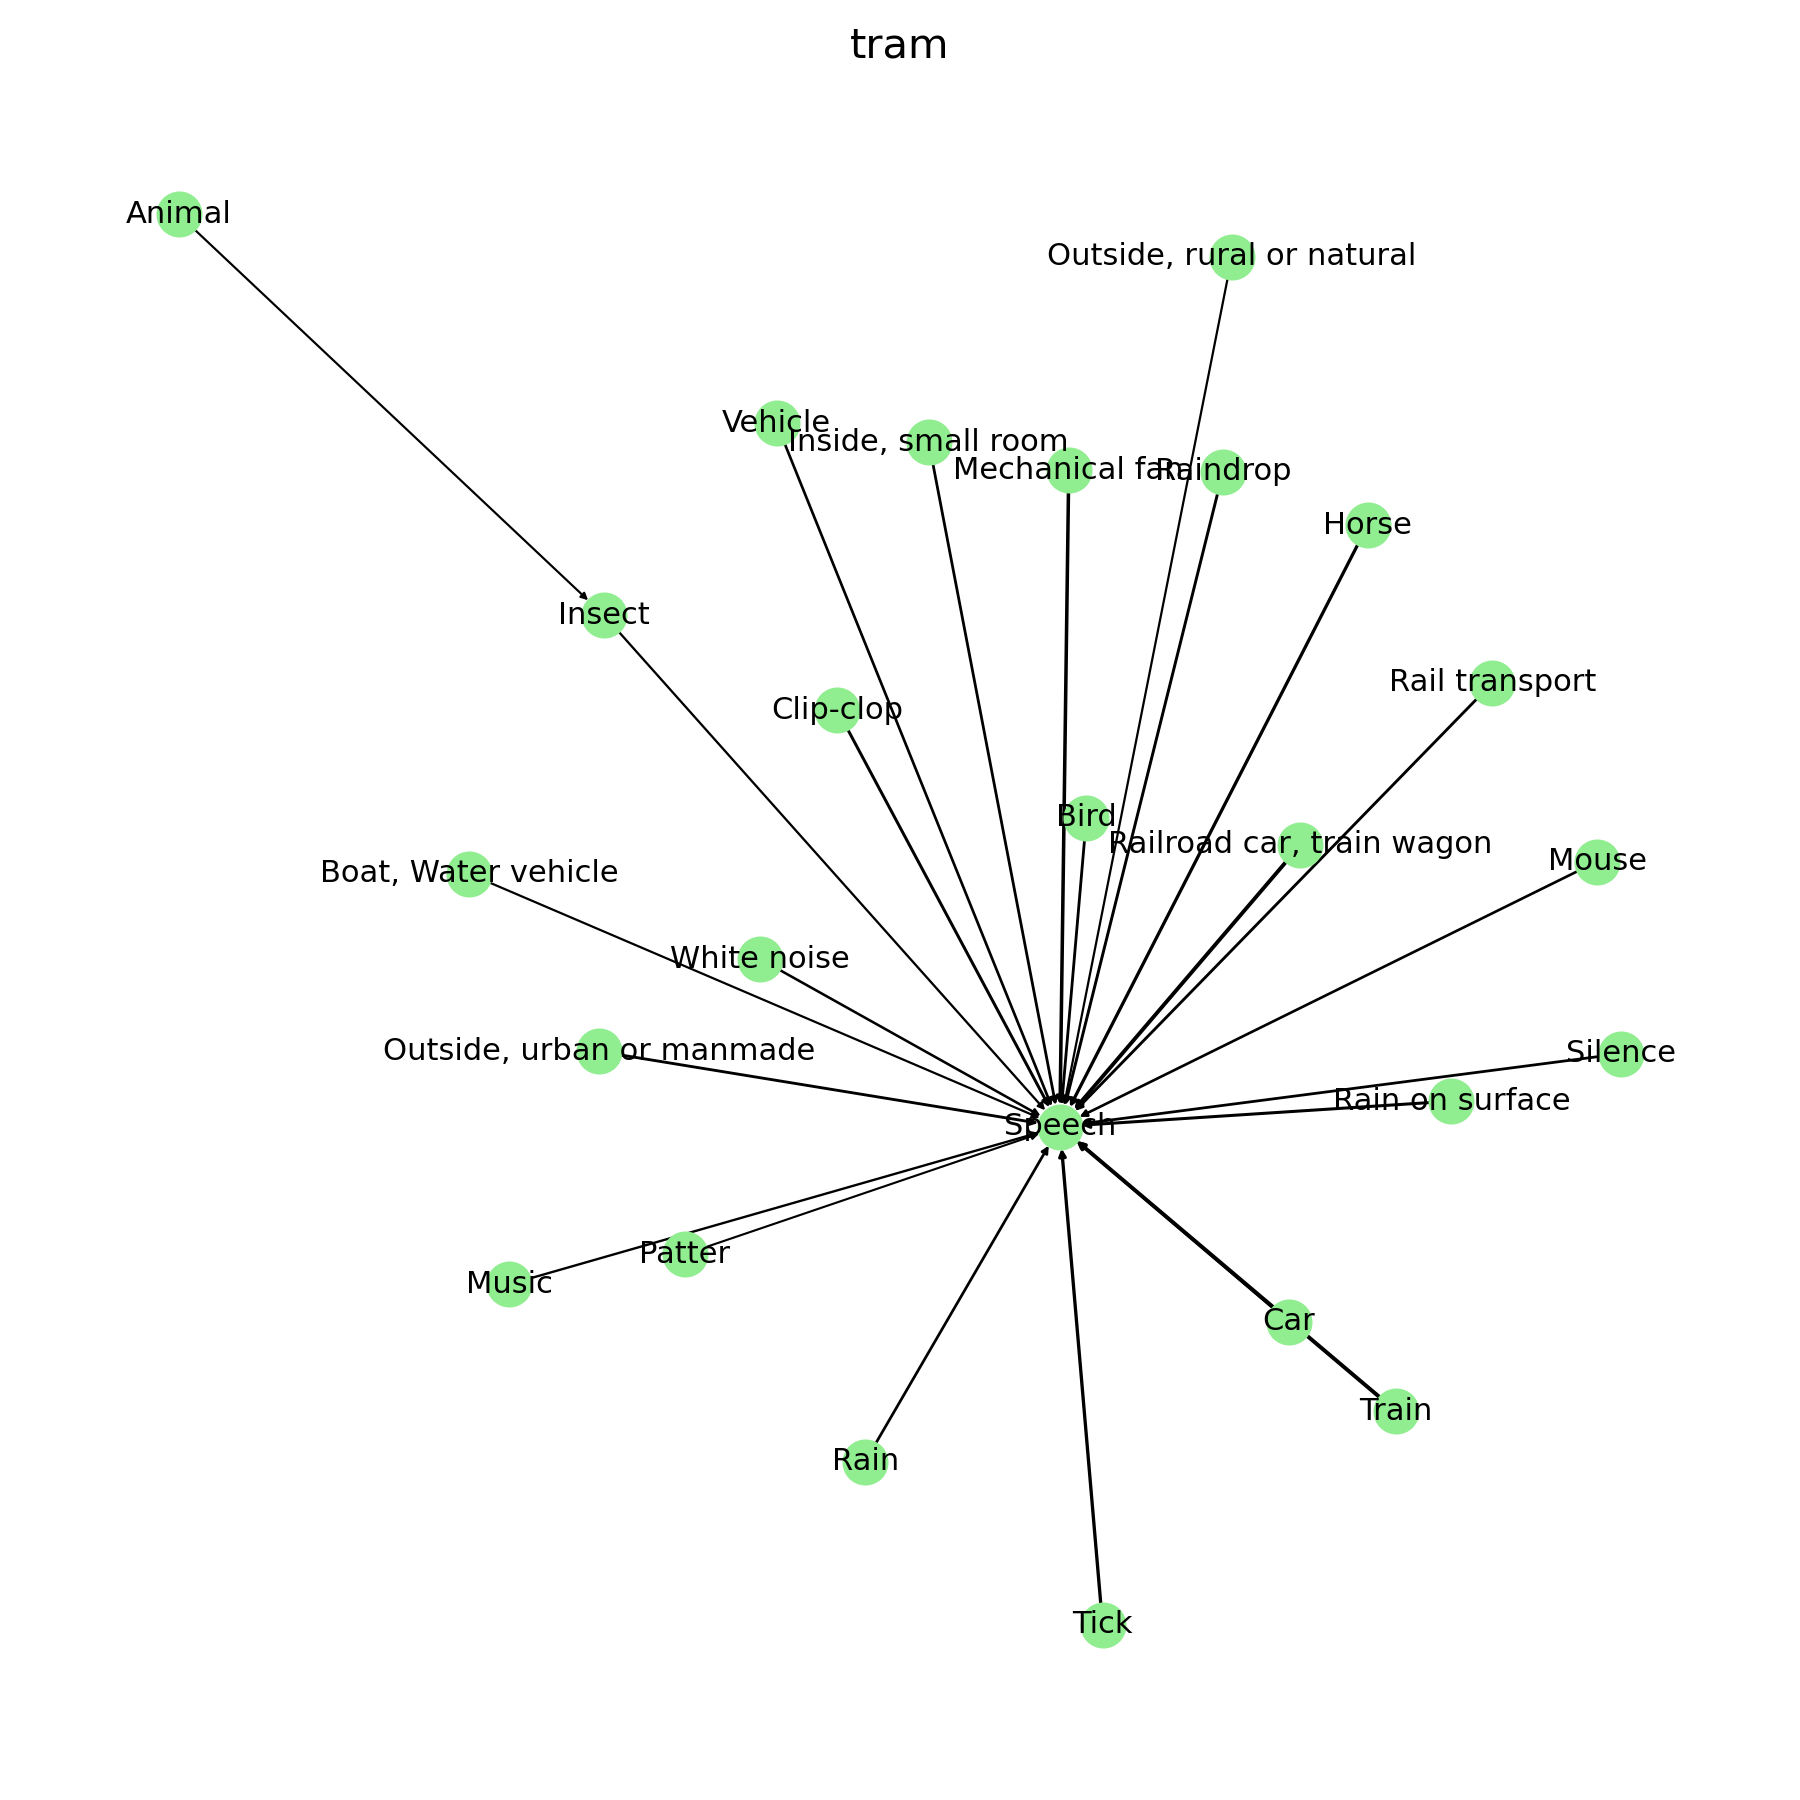 tram
Animal
Outside, rural or natural
Vehicle
Inside, small room
Mechanical fan
Raindrop
Horse
Insect
Rail transport
Clip-clop
Bird
Railroad car, train wagon
Mouse
Boat, Water vehicle
White noise
Outside, urban or manmade
Silence
Rain on surface
Speech
Patter
Music
Car
Train
Rain
Tick